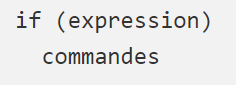 if (expression)
  commandes